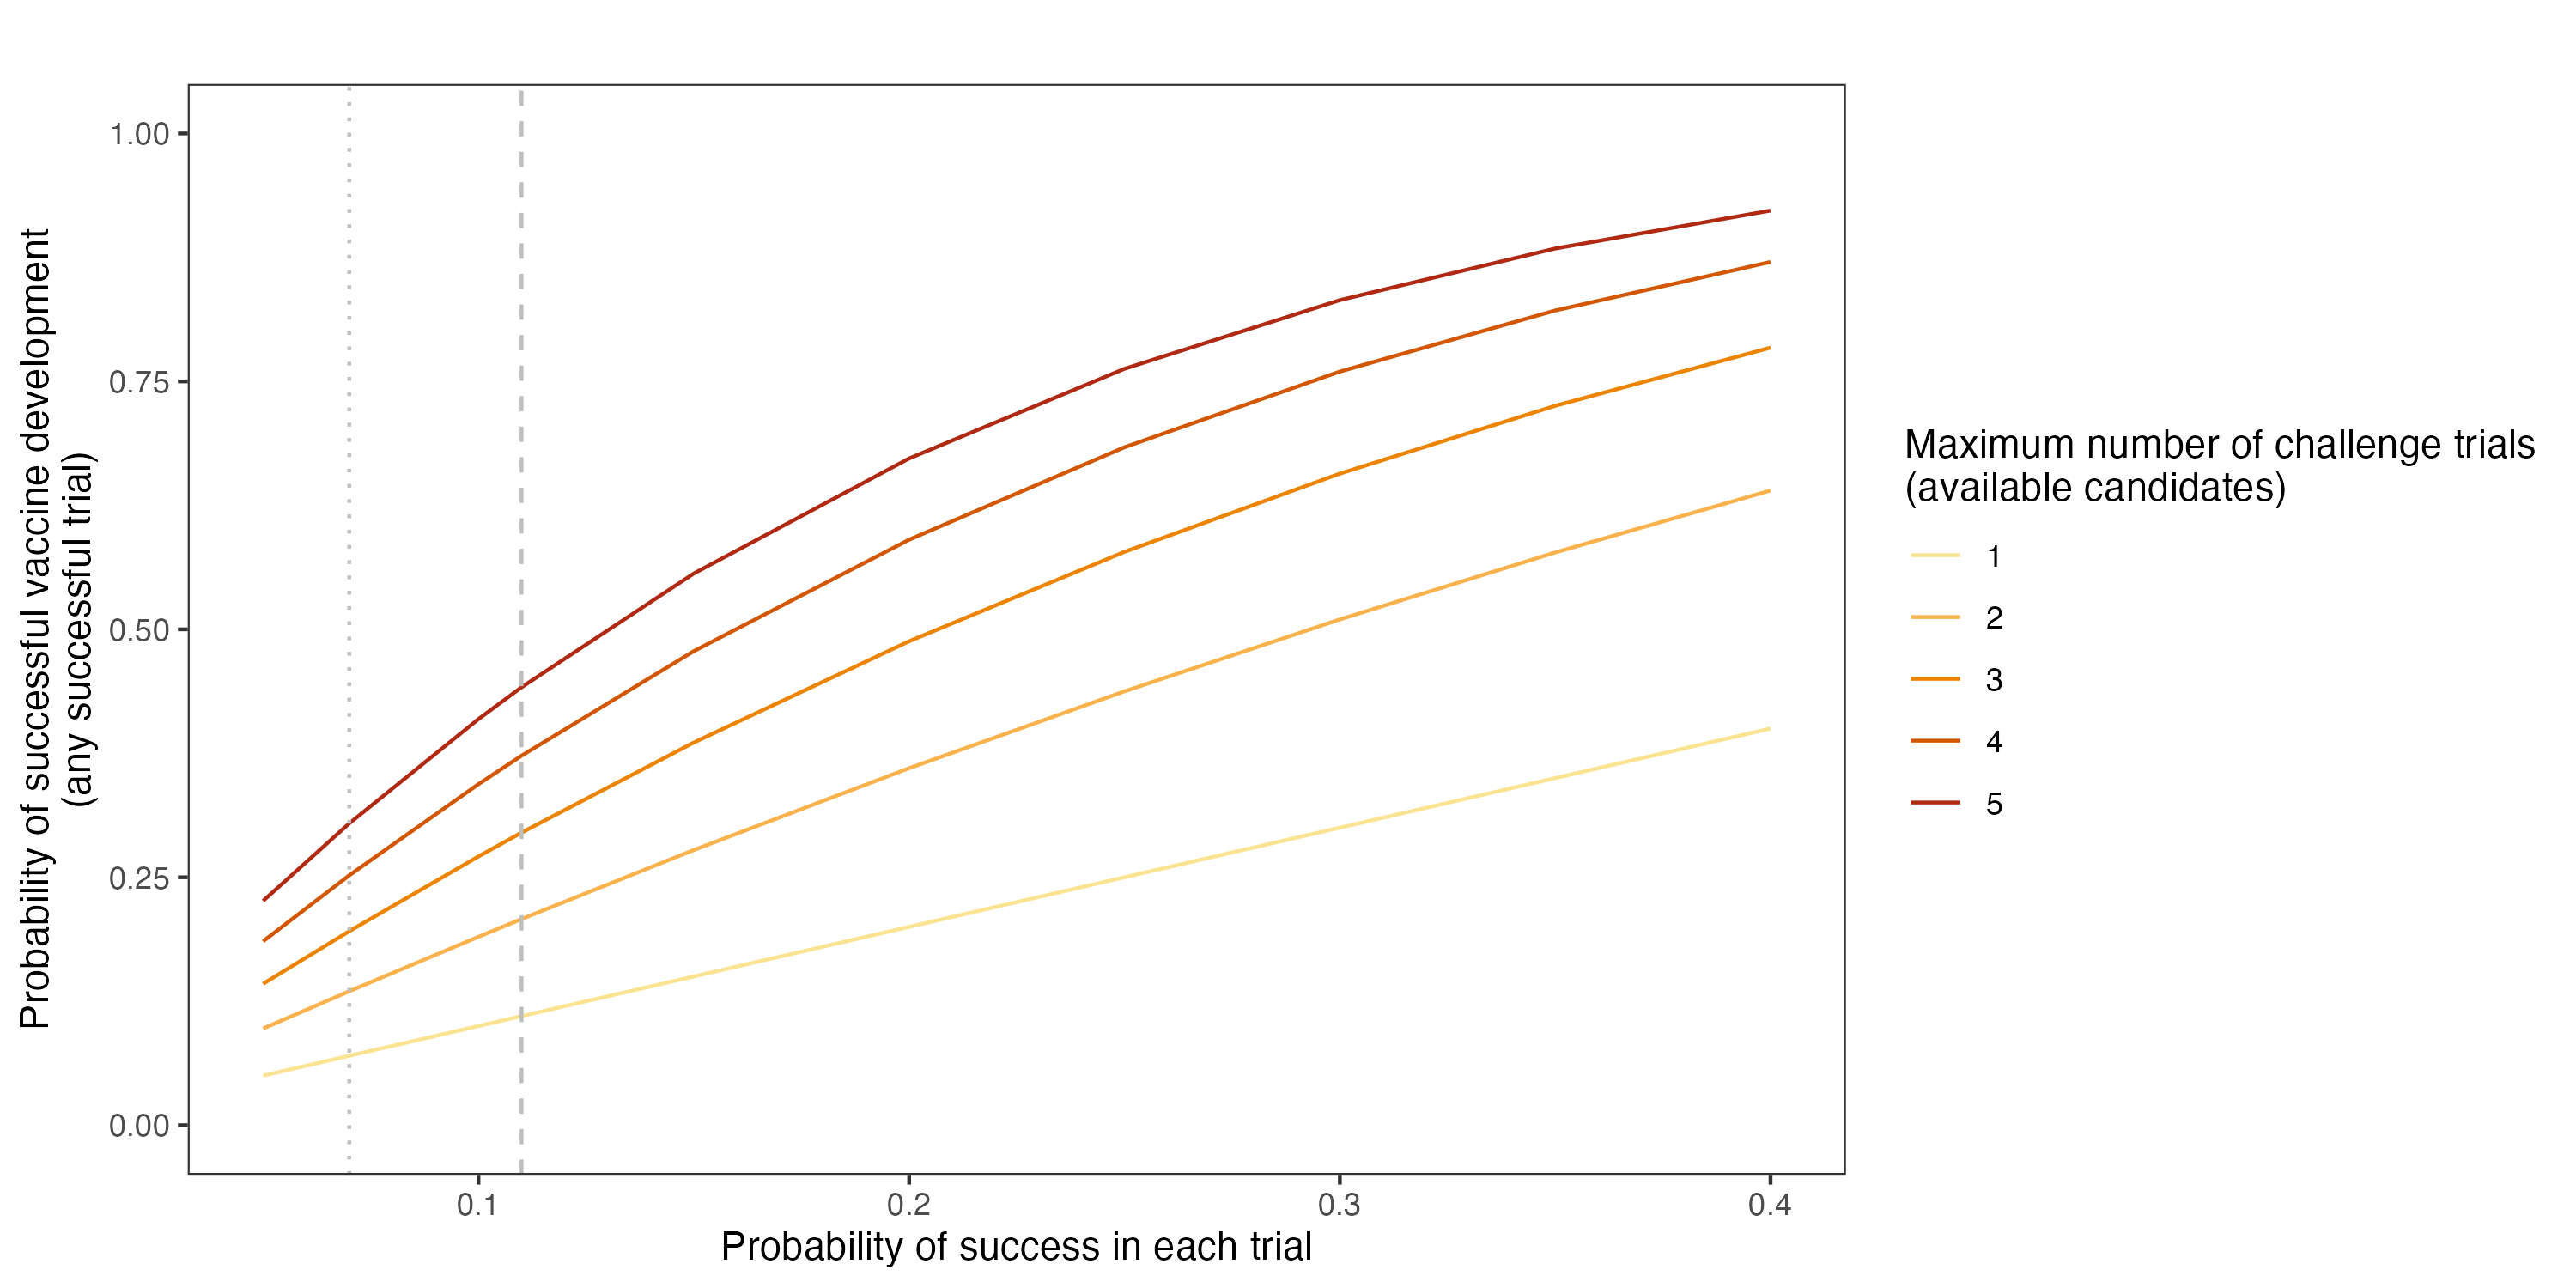 Probability of successful vaccine development
(any successful trial)
1.00
0.75
0.50
0.25
0.00
0.1
0.2
0.3
0.4
Probability of success in each trial
Maximum number of challenge trials
(available candidates)
1
2
3
4
5